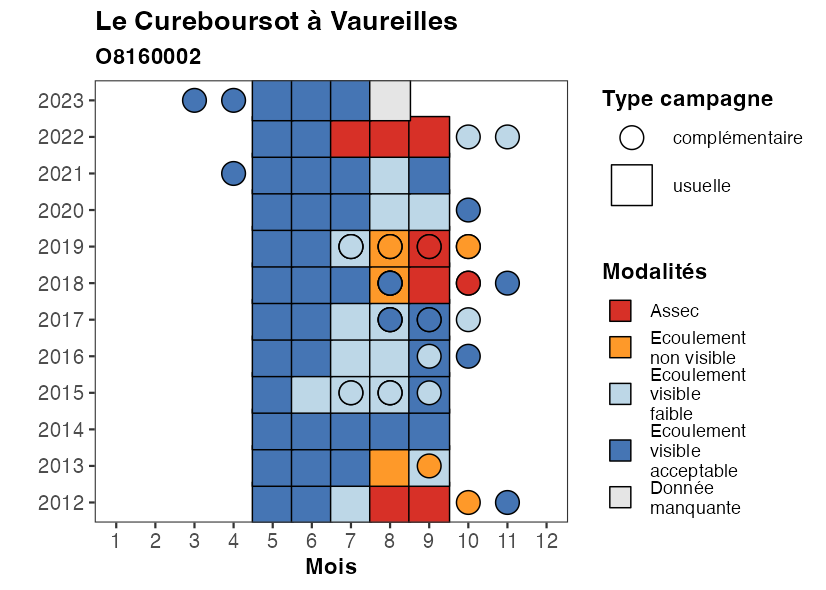 Le Cureboursot à Vaureilles
O8160002
2023
2022
2021
2020
2019
2018
2017
2016
2015
2014
2013
2012
1 2 3 4 5 6 7 8 9 10 11 12
Mois
Type campagne
complémentaire
usuelle
Modalités
Assec
Ecoulement
non visible
Ecoulement
visible
faible
Ecoulement
visible
acceptable
Donnée
manquante